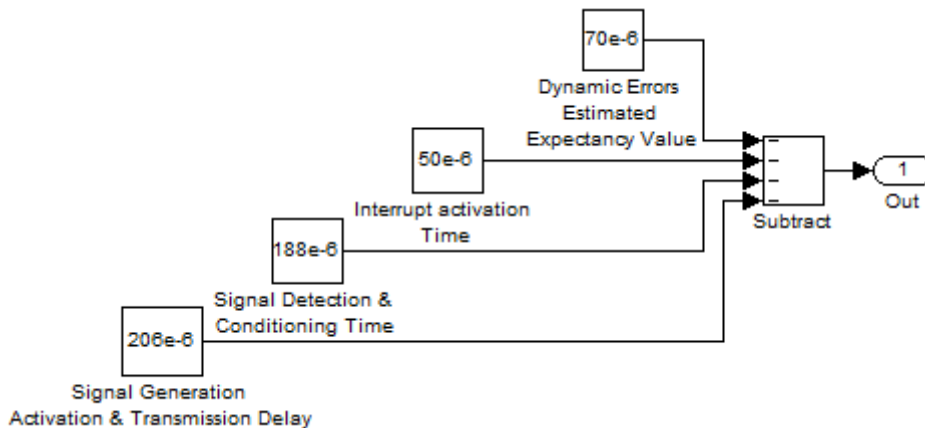 70e-6
Dynamic Errors
Estimated
Expectancy Value
50e-6
Interrupt activation
Time
188e-6
Signal Detection &
Conditioning Time
206e-6
Signal Generation
Activation & Transmission Delay
−
−
−
−
Subtract
1
Out